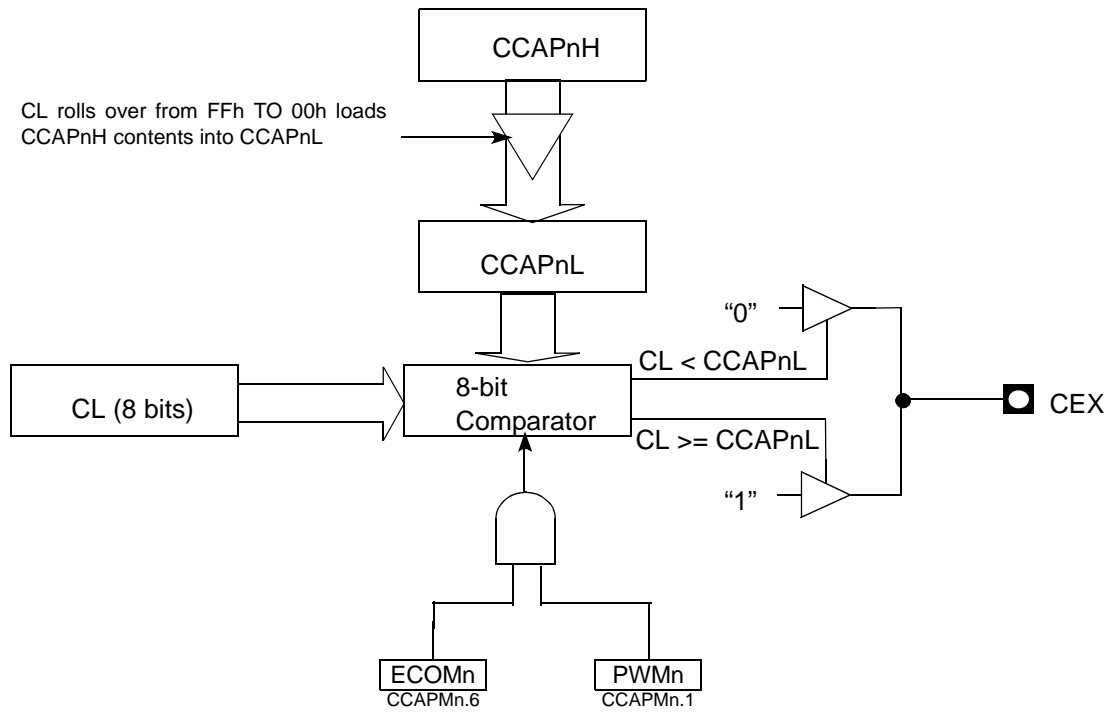 CCAPnH
CL rolls over from FFh TO 00h loads
CCAPnH contents into CCAPnL
CCAPnL
“0”
CL < CCAPnL
CL (8 bits)
8-bit
Comparator
CEX
CL >= CCAPnL
“1”
ECOMn
CCAPMn.6
PWMn
CCAPMn.1